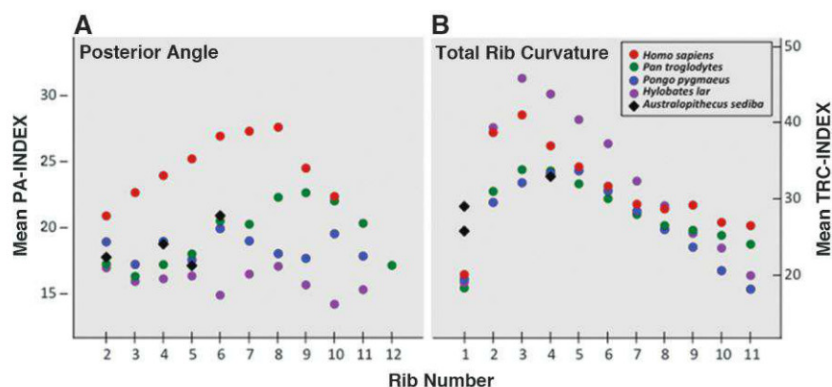 A
Posterior Angle
Mean PA-INDEX
30
25
20
15
2 3 4 5 6 7 8 9 10 11 12
B
Total Rib Curvature
Homo sapiens
Pan troglodytes
Pongo pygmaeus
Hylobates lar
Australopithecus sediba
50
40
30
20
Mean TRC-INDEX
1 2 3 4 5 6 7 8 9 10 11
Rib Number